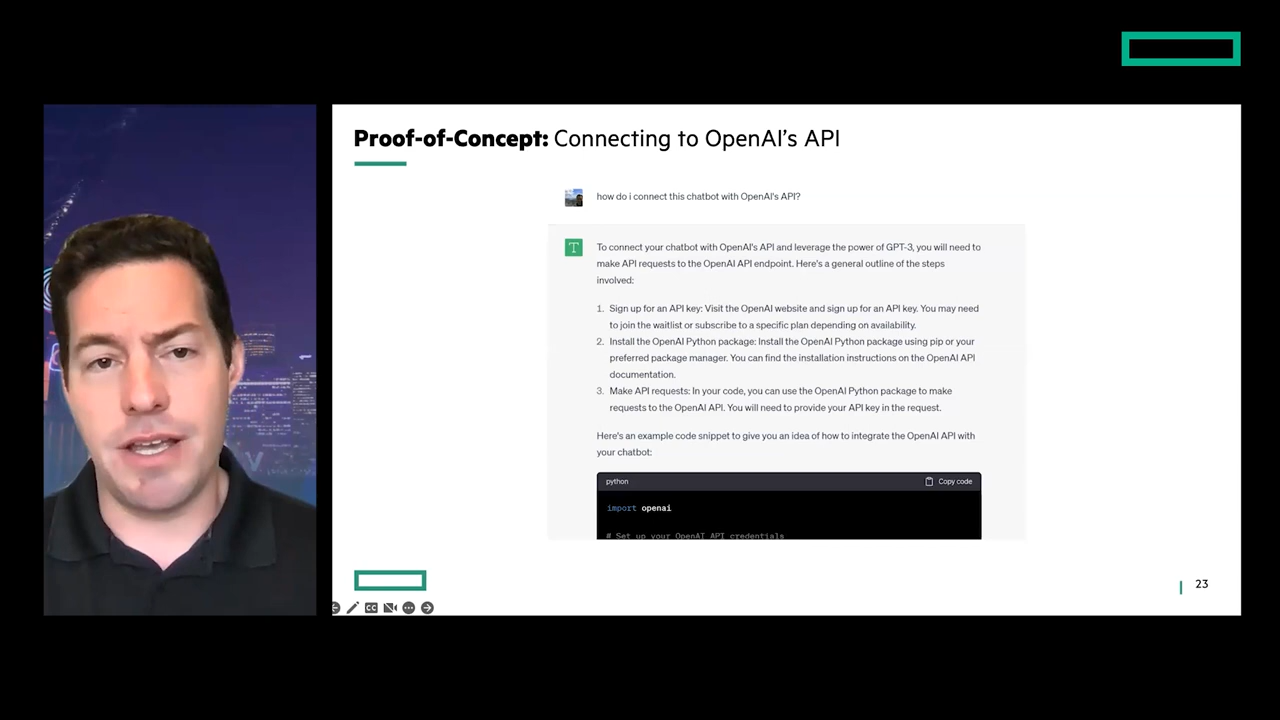 Proof-of-Concept: Connecting to OpenAI's API
how do i connect this chatbot with OpenAI's API?
T
To connect your chatbot with OpenAI's API and leverage the power of GPT-3, you will need to
make API requests to the OpenAI API endpoint. Here's a general outline of the steps
involved:
1. Sign up for an API key: Visit the OpenAI website and sign up for an API key. You may need
to join the waitlist or subscribe to a specific plan depending on availability.
2. Install the OpenAI Python package: Install the OpenAI Python package using pip or your
preferred package manager. You can find the installation instructions on the OpenAI API
documentation.
3. Make API requests: In your code, you can use the OpenAI Python package to make
requests to the OpenAI API. You will need to provide your API key in the request.
Here's an example code snippet to give you an idea of how to integrate the OpenAI API with
your chatbot:
python Copy code
import openai
# Set up your OpenAI API credentials
23
CC